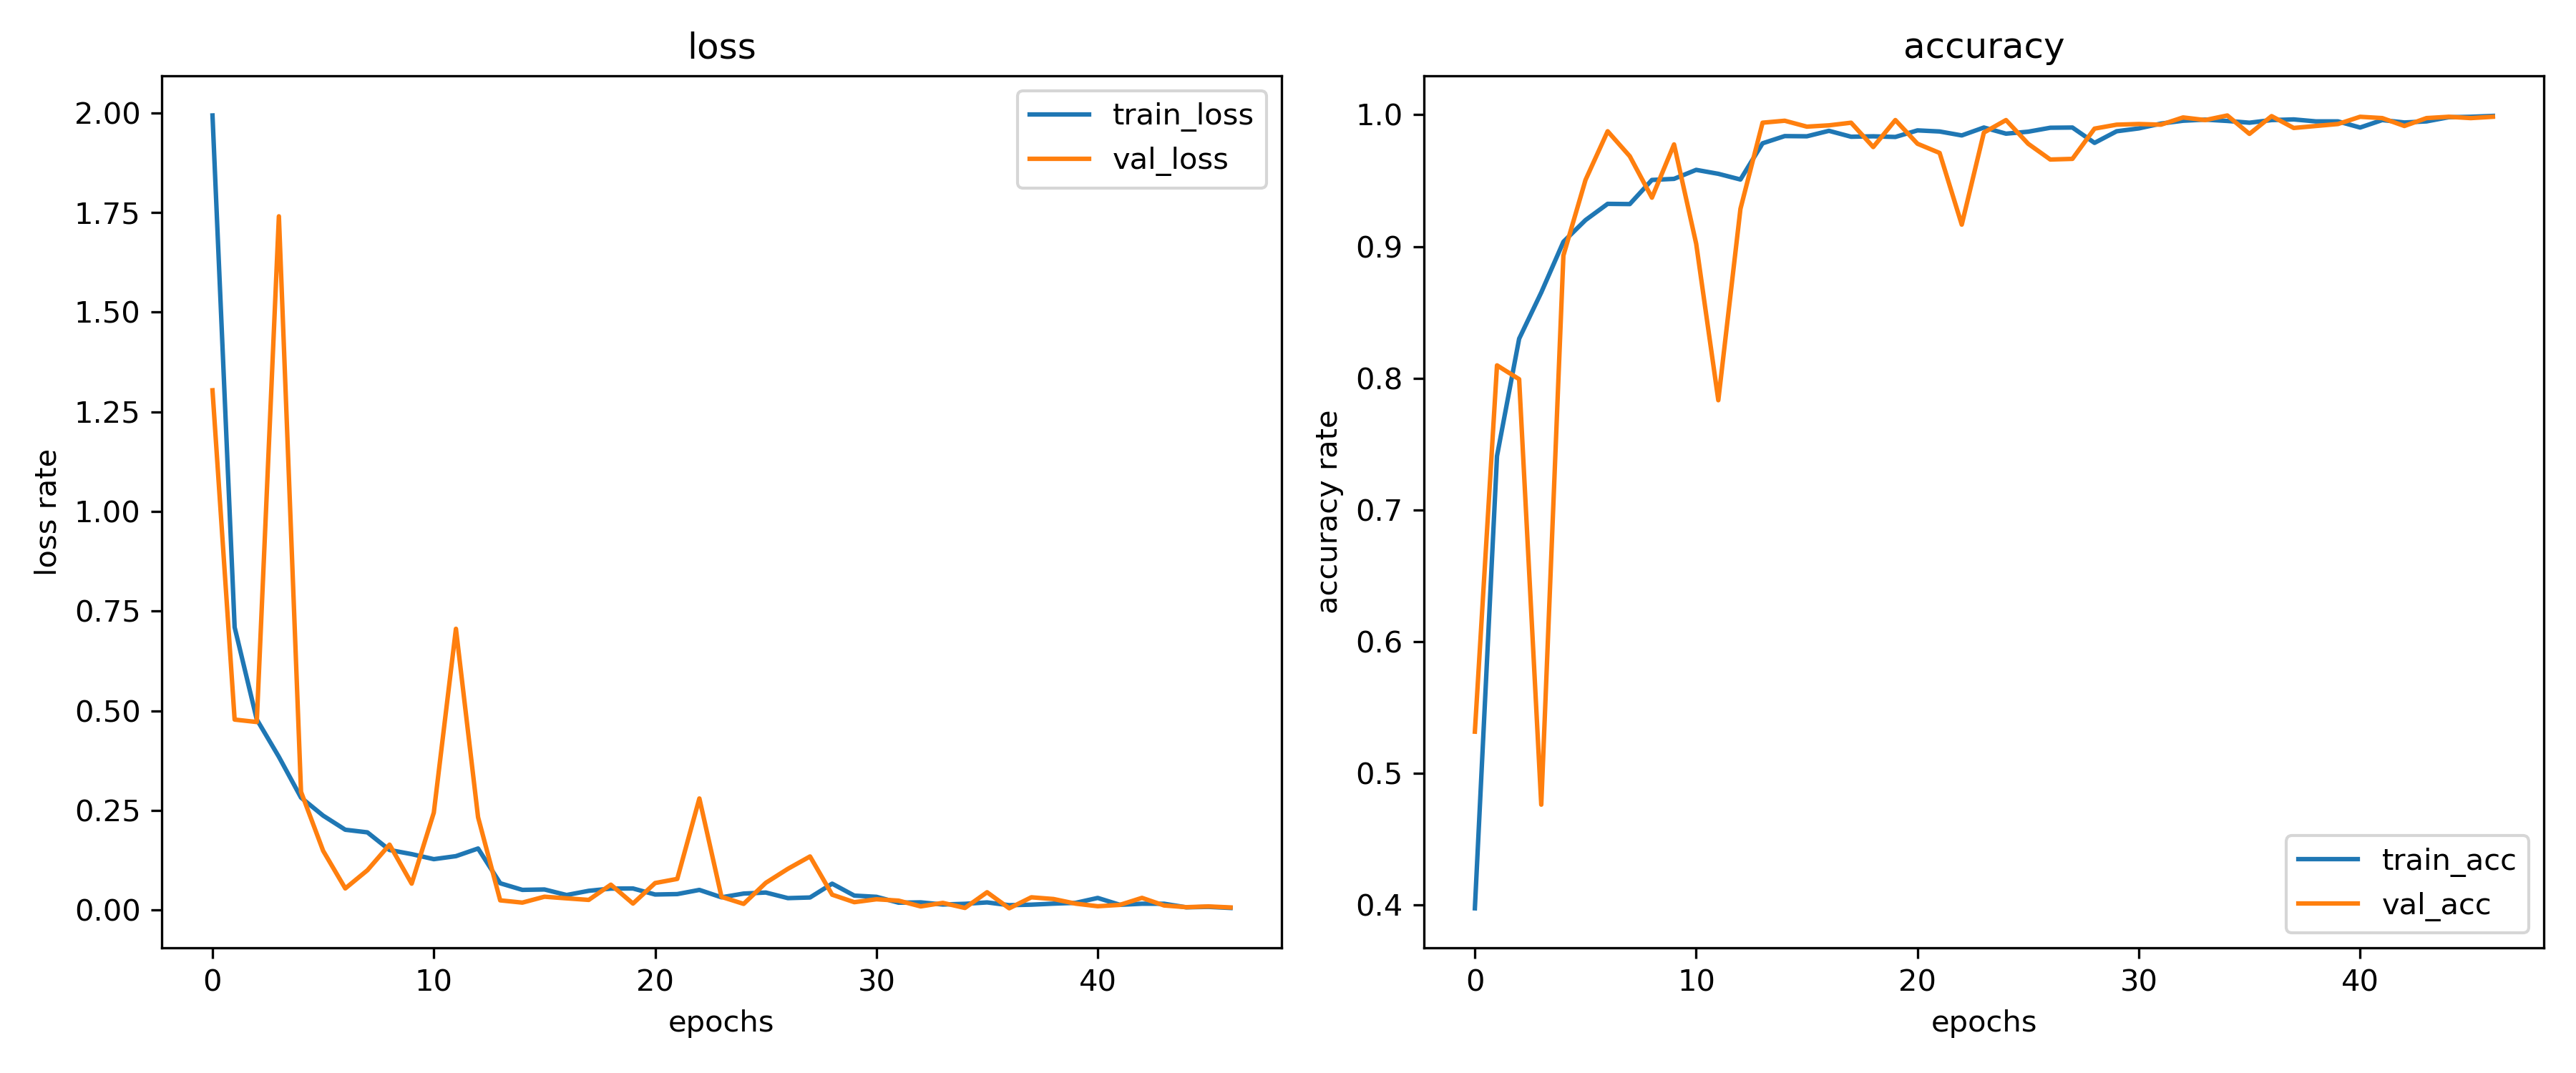 loss
train_loss
val_loss
2.00
1.75
1.50
1.25
1.00
0.75
0.50
0.25
0.00
loss rate
0 10 20 30 40
epochs
accuracy
1.0
0.9
0.8
0.7
0.6
0.5
0.4
accuracy rate
train_acc
val_acc
0 10 20 30 40
epochs